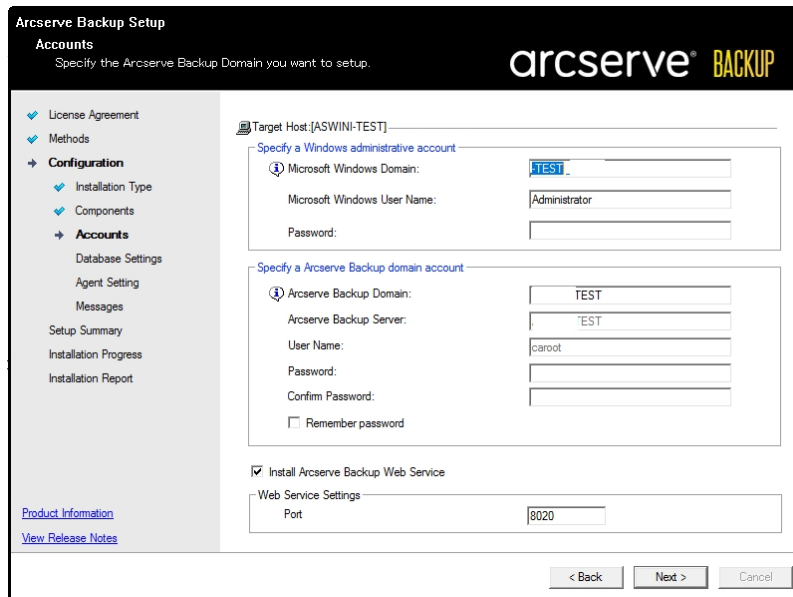 Arcserve Backup Setup
Accounts
Specify the Arcserve Backup Domain you want to setup.
arcserve® BACKUP
License Agreement
Methods
Configuration
Installation Type
Components
Accounts
Database Settings
Agent Setting
Messages
Setup Summary
Installation Progress
Installation Report
Product Information
View Release Notes
Target Host:[ASWINI-TEST]
Specify a Windows administrative account
Microsoft Windows Domain: -TEST
Microsoft Windows User Name: Administrator
Password:
Specify a Arcserve Backup domain account
Arcserve Backup Domain: TEST
Arcserve Backup Server: TEST
User Name: caroot
Password:
Confirm Password:
Remember password
Install Arcserve Backup Web Service
Web Service Settings
Port 8020
< Back Next > Cancel